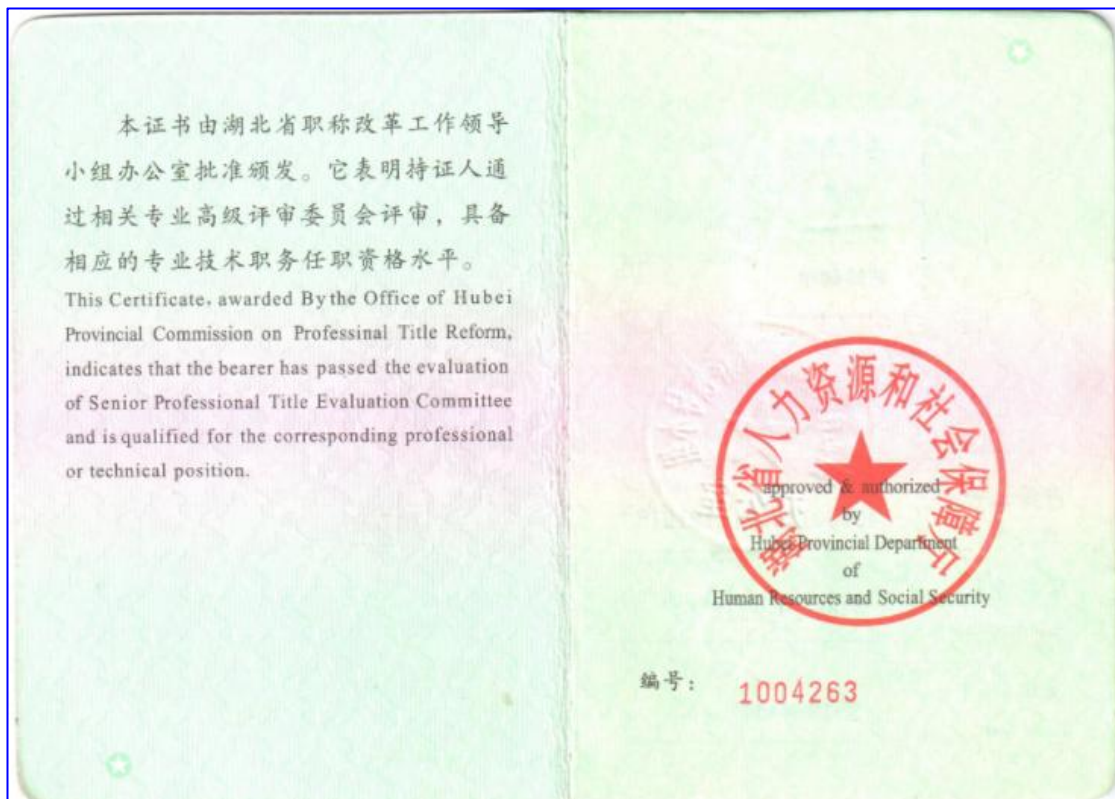 本证书由湖北省职称改革工作领导
小组办公室批准颁发。它表明持证人通
过相关专业高级评审委员会评审，具备
相应的专业技术职务任职资格水平。
This Certificate, awarded By the Office of Hubei
Provincial Commission on Professinal Title Reform,
indicates that the bearer has passed the evaluation
of Senior Professional Title Evaluation Committee
and is qualified for the corresponding professional
or technical position.
湖北省人力资源和社会保障厅
approved & authorized
by
Hubei Provincial Department
of
Human Resources and Social Security
编号：1004263